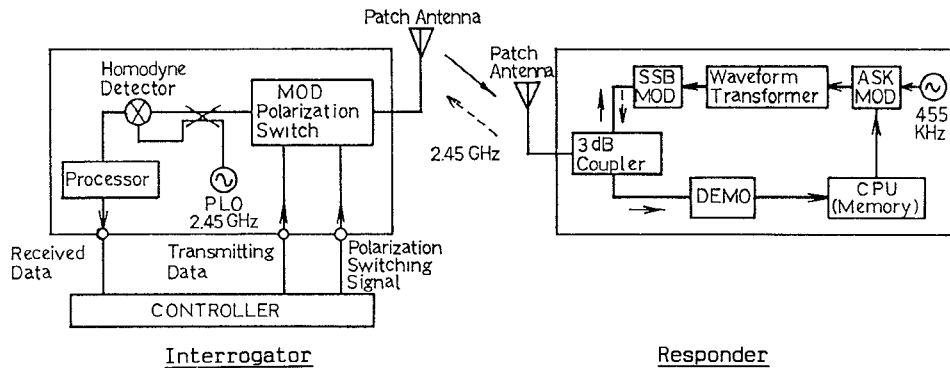 Patch Antenna
Homodyne
Detector
MOD
Polarization
Switch
Processor
PLO
2.45 GHz
Received
Data
Transmitting
Data
Polarization
Switching
Signal
CONTROLLER
Interrogator
2.45 GHz
Patch
Antenna
SSB
MOD
Waveform
Transformer
ASK
MOD
455
KHz
3dB
Coupler
DEMO
CPU
(Memory)
Responder